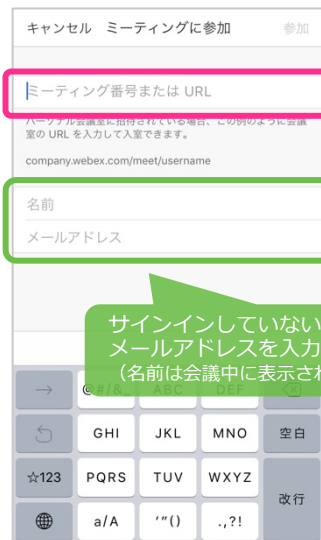 キャンセル ミーティングに参加 参加
ミーティング番号または URL
パーソナル会議室に招待されている場合、この例のように会議
室の URL を入力して入室できます。
company.webex.com/meet/username
名前
メールアドレス
サインインしていない
メールアドレスを入力
（名前は会議中に表示され
→ @#/&_ ABC DEF
GHI JKL MNO 空白
☆123 PQRS TUV WXYZ
改行
a/A ′″() .,?!